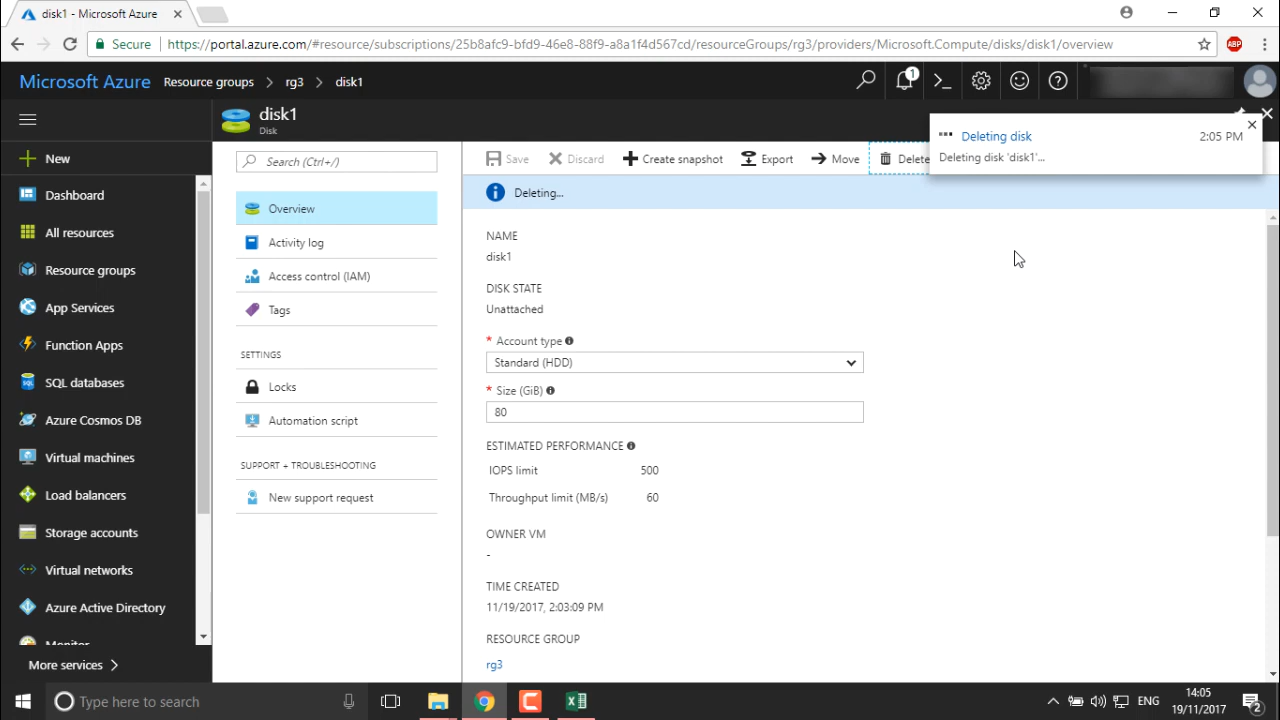 disk1 - Microsoft Azure
Secure
https://portal.azure.com/#resource/subscriptions/25b8afc9-bfd9-46e8-88f9-a8a1f4d567cd/resourceGroups/rg3/providers/Microsoft.Compute/disks/disk1/overview
ABP
Microsoft Azure
Resource groups > rg3 > disk1
1
disk1
Disk
Deleting disk
2:05 PM
Deleting disk 'disk1'...
New
Dashboard
All resources
Resource groups
App Services
Function Apps
SQL databases
Azure Cosmos DB
Virtual machines
Load balancers
Storage accounts
Virtual networks
Azure Active Directory
Monitor
More services
Search (Ctrl+/)
Overview
Activity log
Access control (IAM)
Tags
SETTINGS
Locks
Automation script
SUPPORT + TROUBLESHOOTING
New support request
Save
Discard
Create snapshot
Export
Move
Delete
Deleting...
NAME
disk1
DISK STATE
Unattached
* Account type
Standard (HDD)
* Size (GiB)
80
ESTIMATED PERFORMANCE
IOPS limit 500
Throughput limit (MB/s) 60
OWNER VM
-
TIME CREATED
11/19/2017, 2:03:09 PM
RESOURCE GROUP
rg3
Type here to search
ENG
14:05
19/11/2017
2